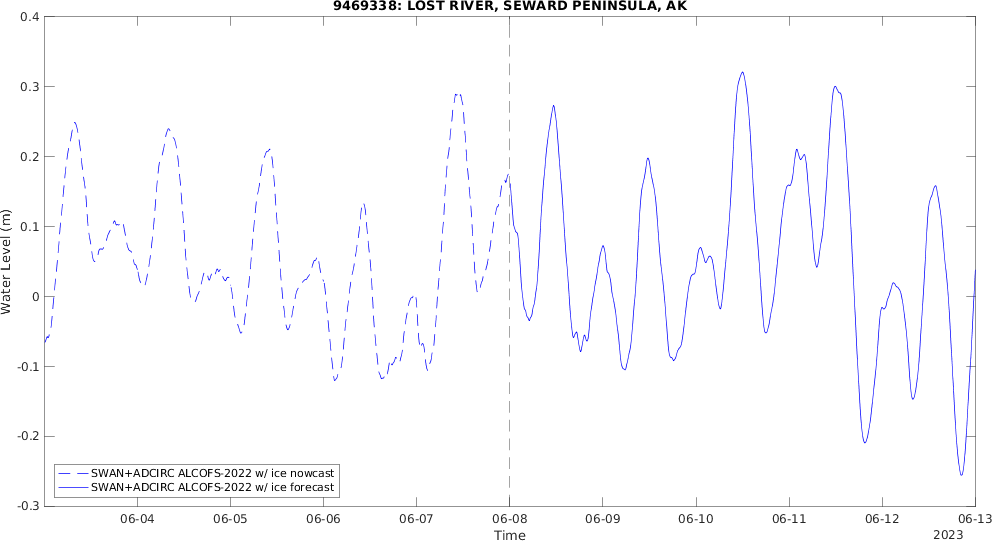 9469338: LOST RIVER, SEWARD PENINSULA, AK
0.4
0.3
0.2
0.1
0
-0.1
-0.2
-0.3
Water Level (m)
SWAN+ADCIRC ALCOFS-2022 w/ ice nowcast
SWAN+ADCIRC ALCOFS-2022 w/ ice forecast
06-04 06-05 06-06 06-07 06-08 06-09 06-10 06-11 06-12 06-13
Time
2023